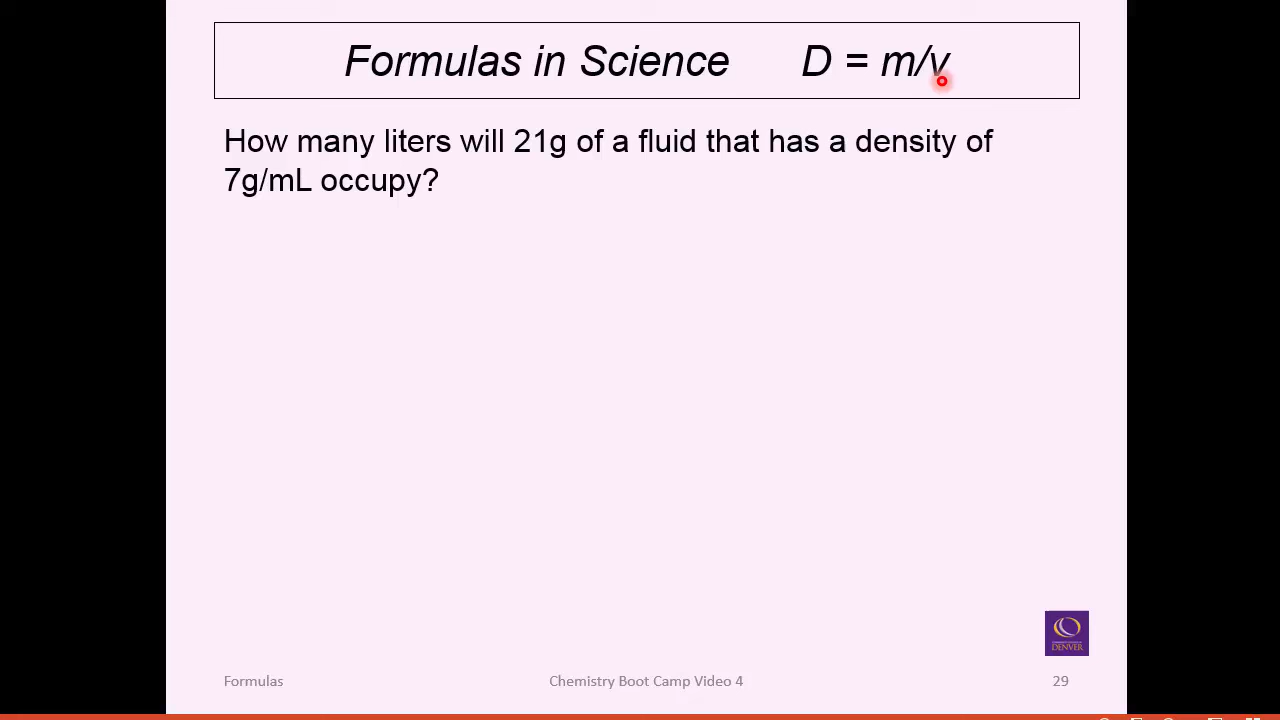 Formulas in Science D = m/v
How many liters will 21g of a fluid that has a density of
7g/mL occupy?
DENVER
Formulas
Chemistry Boot Camp Video 4
29